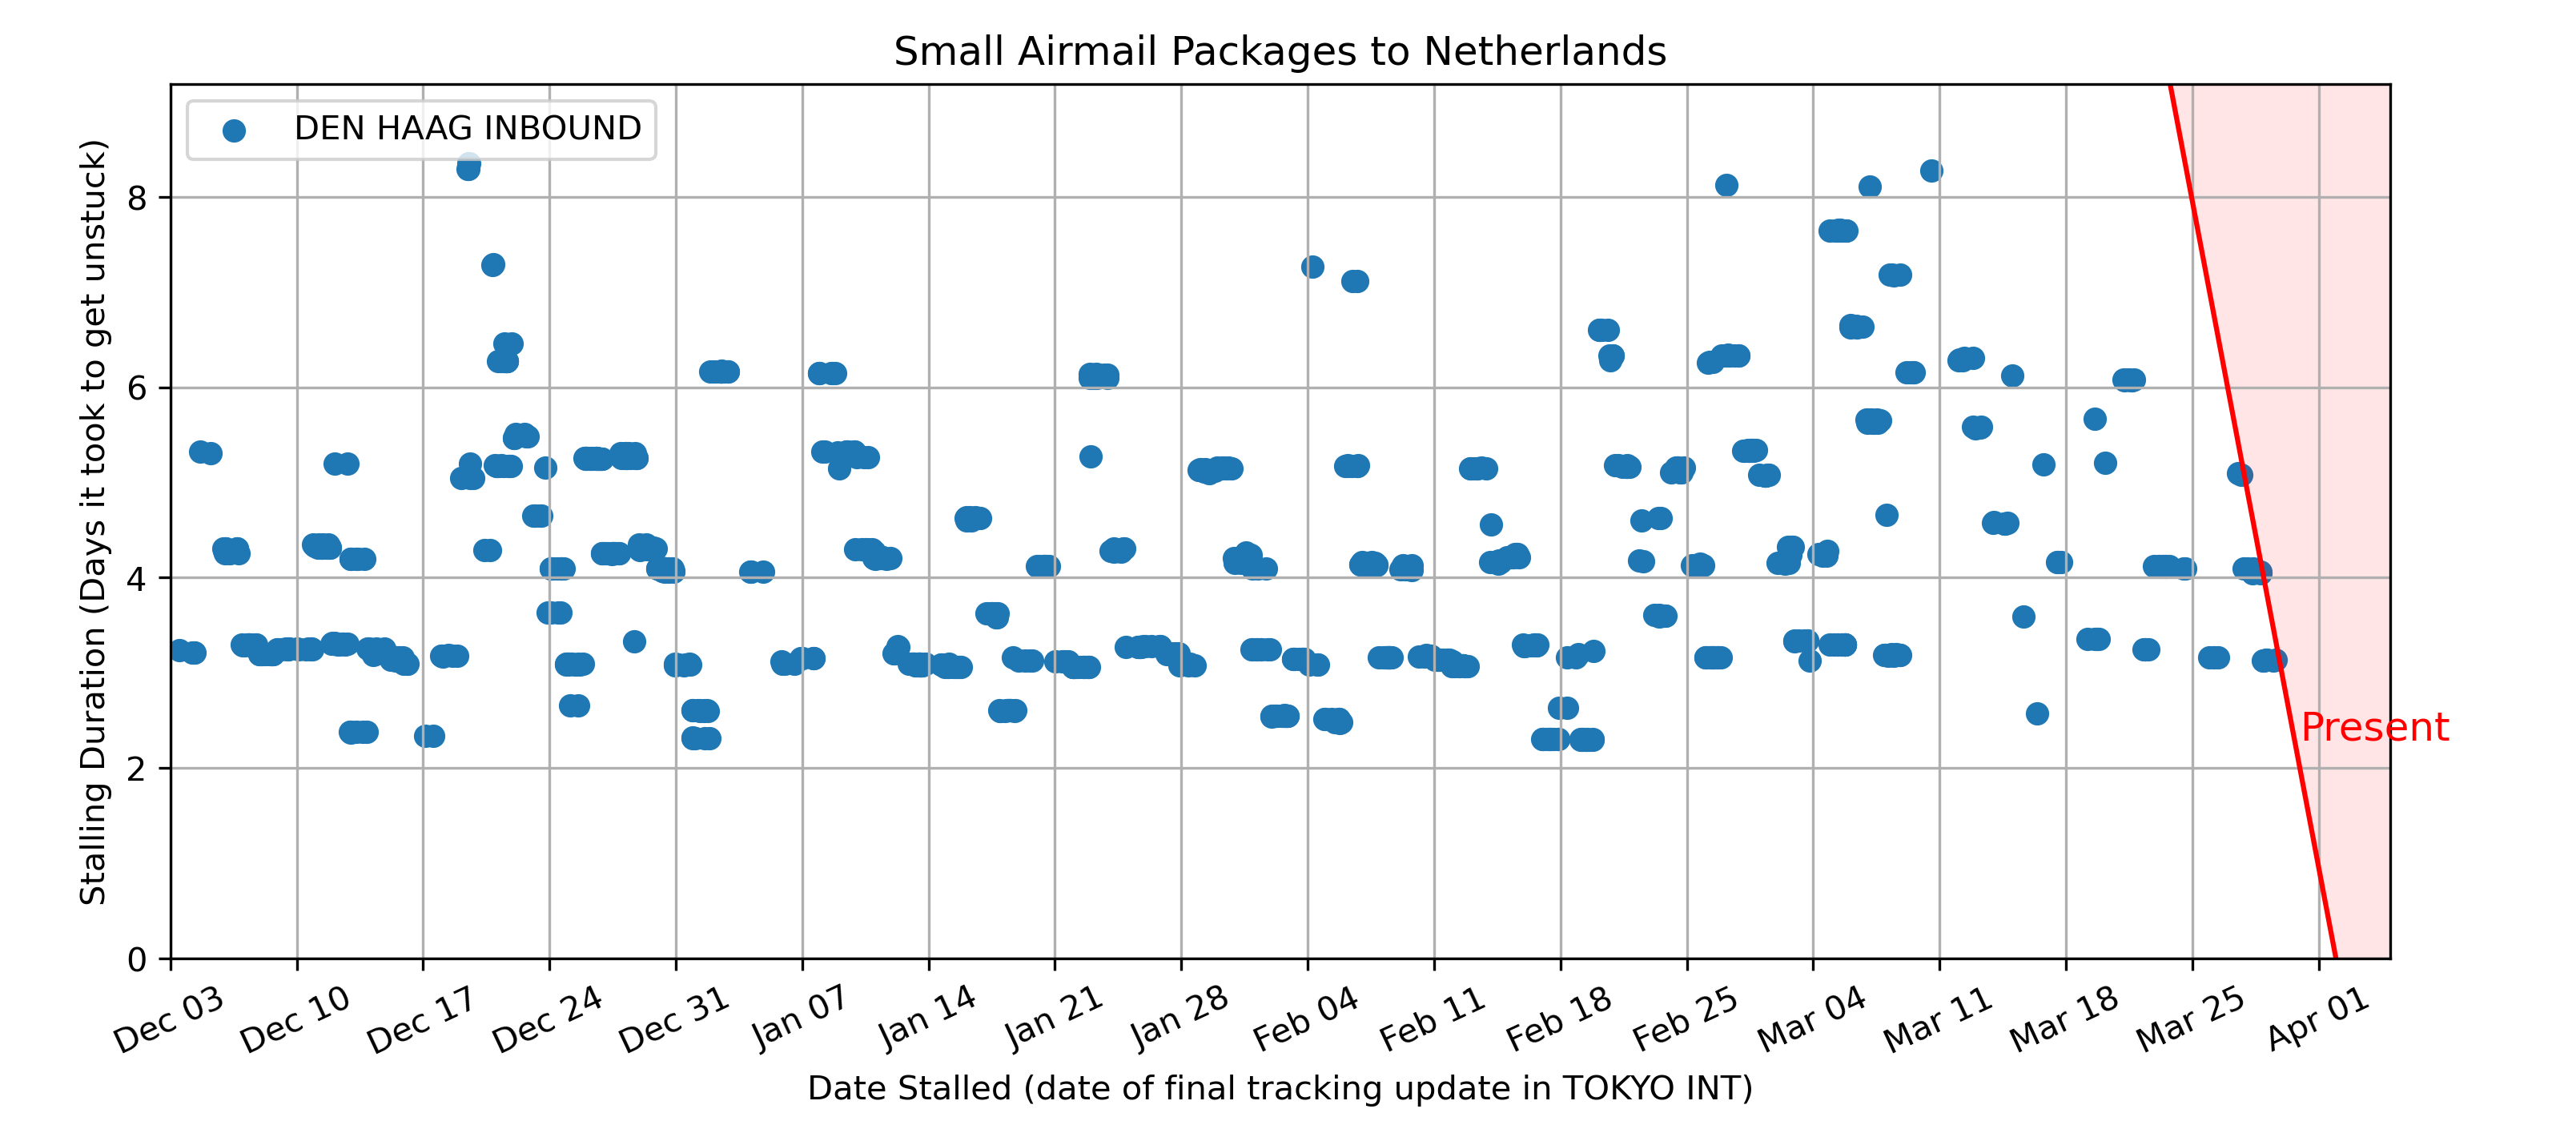 Small Airmail Packages to Netherlands
DEN HAAG INBOUND
Stalling Duration (Days it took to get unstuck)
8
6
4
2
0
Present
Dec 03
Dec 10
Dec 17
Dec 24
Dec 31
Jan 07
Jan 14
Jan 21
Jan 28
Feb 04
Feb 11
Feb 18
Feb 25
Mar 04
Mar 11
Mar 18
Mar 25
Apr 01
Date Stalled (date of final tracking update in TOKYO INT)